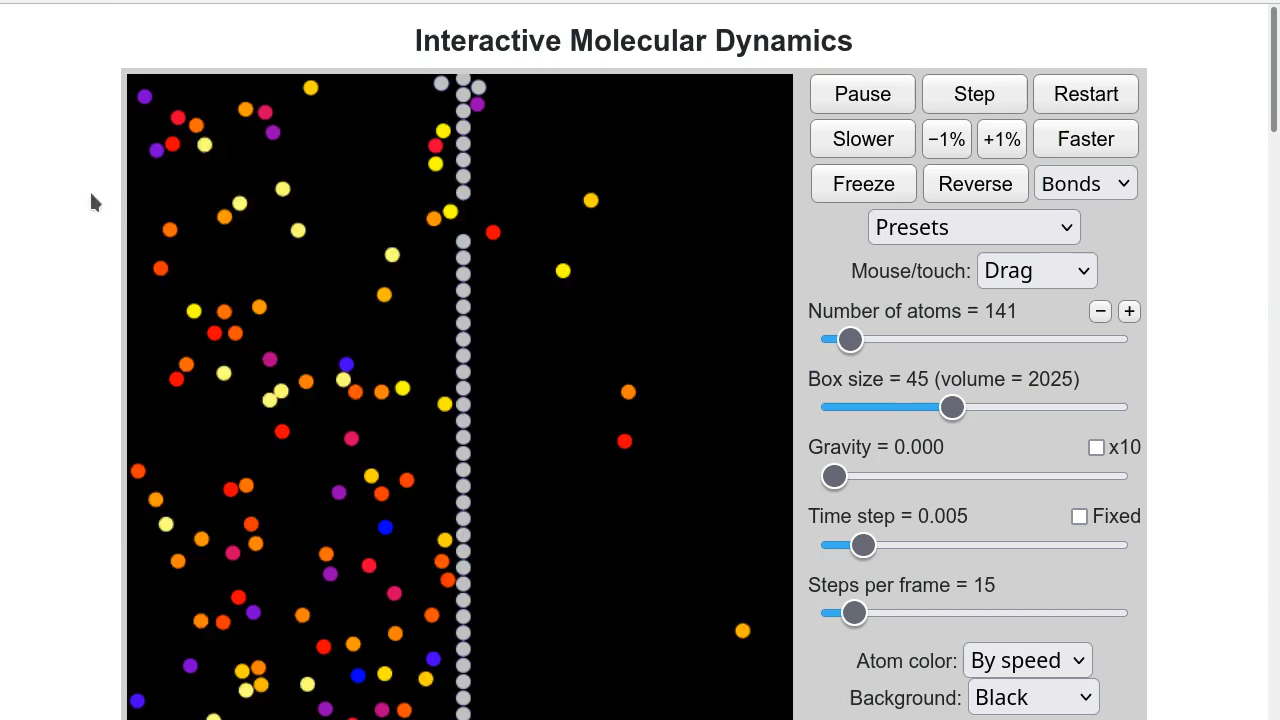 Interactive Molecular Dynamics
Pause Step Restart
Slower −1% +1% Faster
Freeze Reverse Bonds
Presets
Mouse/touch: Drag
Number of atoms = 141 − +
Box size = 45 (volume = 2025)
Gravity = 0.000 x10
Time step = 0.005 Fixed
Steps per frame = 15
Atom color: By speed
Background: Black